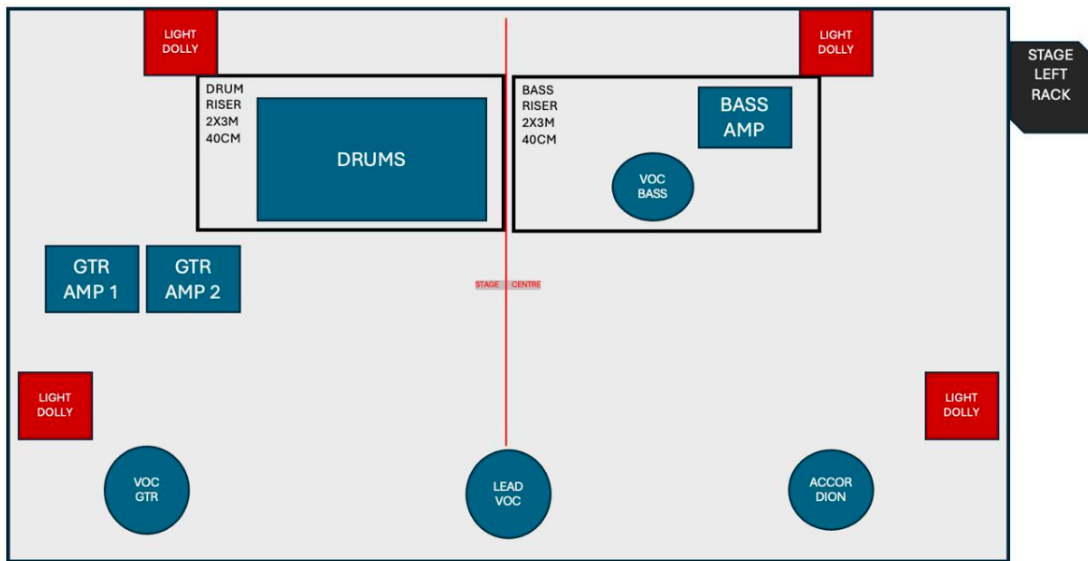 LIGHT
DOLLY
LIGHT
DOLLY
STAGE
LEFT
RACK
DRUM
RISER
2X3M
40CM
DRUMS
BASS
RISER
2X3M
40CM
BASS
AMP
VOC
BASS
GTR
AMP 1
GTR
AMP 2
STAGE CENTRE
LIGHT
DOLLY
LIGHT
DOLLY
VOC
GTR
LEAD
VOC
ACCOR
DION